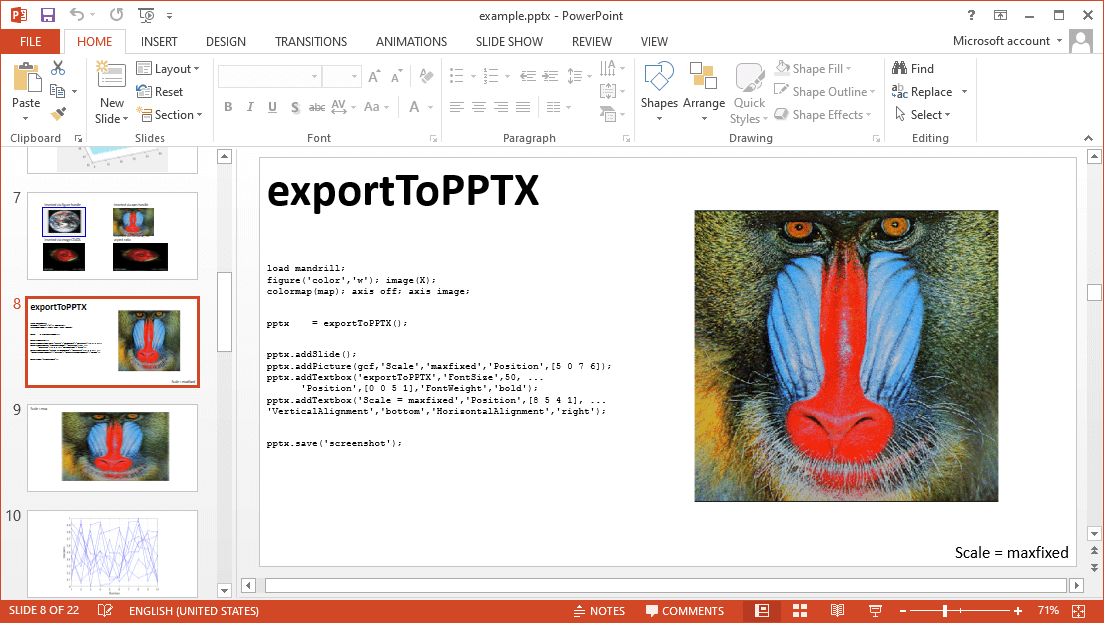 example.pptx - PowerPoint
FILE HOME INSERT DESIGN TRANSITIONS ANIMATIONS SLIDE SHOW REVIEW VIEW Microsoft account
Paste
New
Slide
Layout
Reset
Section
B I U S abc AV Aa A
Shapes
Arrange
Quick
Styles
Shape Fill
Shape Outline
Shape Effects
Find
Replace
Select
Clipboard Slides Font Paragraph Drawing Editing
7
8
exportToPPTX
Scale = maxfixed
9
10
exportToPPTX
load mandrill;
figure('color','w'); image(X);
colormap(map); axis off; axis image;
pptx    = exportToPPTX();
pptx.addSlide();
pptx.addPicture(gcf,'Scale','maxfixed','Position',[5 0 7 6]);
pptx.addTextbox('exportToPPTX','FontSize',50, ...
'Position',[0 0 5 1],'FontWeight','bold');
pptx.addTextbox('Scale = maxfixed','Position',[8 5 4 1], ...
'VerticalAlignment','bottom','HorizontalAlignment','right');
pptx.save('screenshot');
Scale = maxfixed
SLIDE 8 OF 22 ENGLISH (UNITED STATES) NOTES COMMENTS 71%